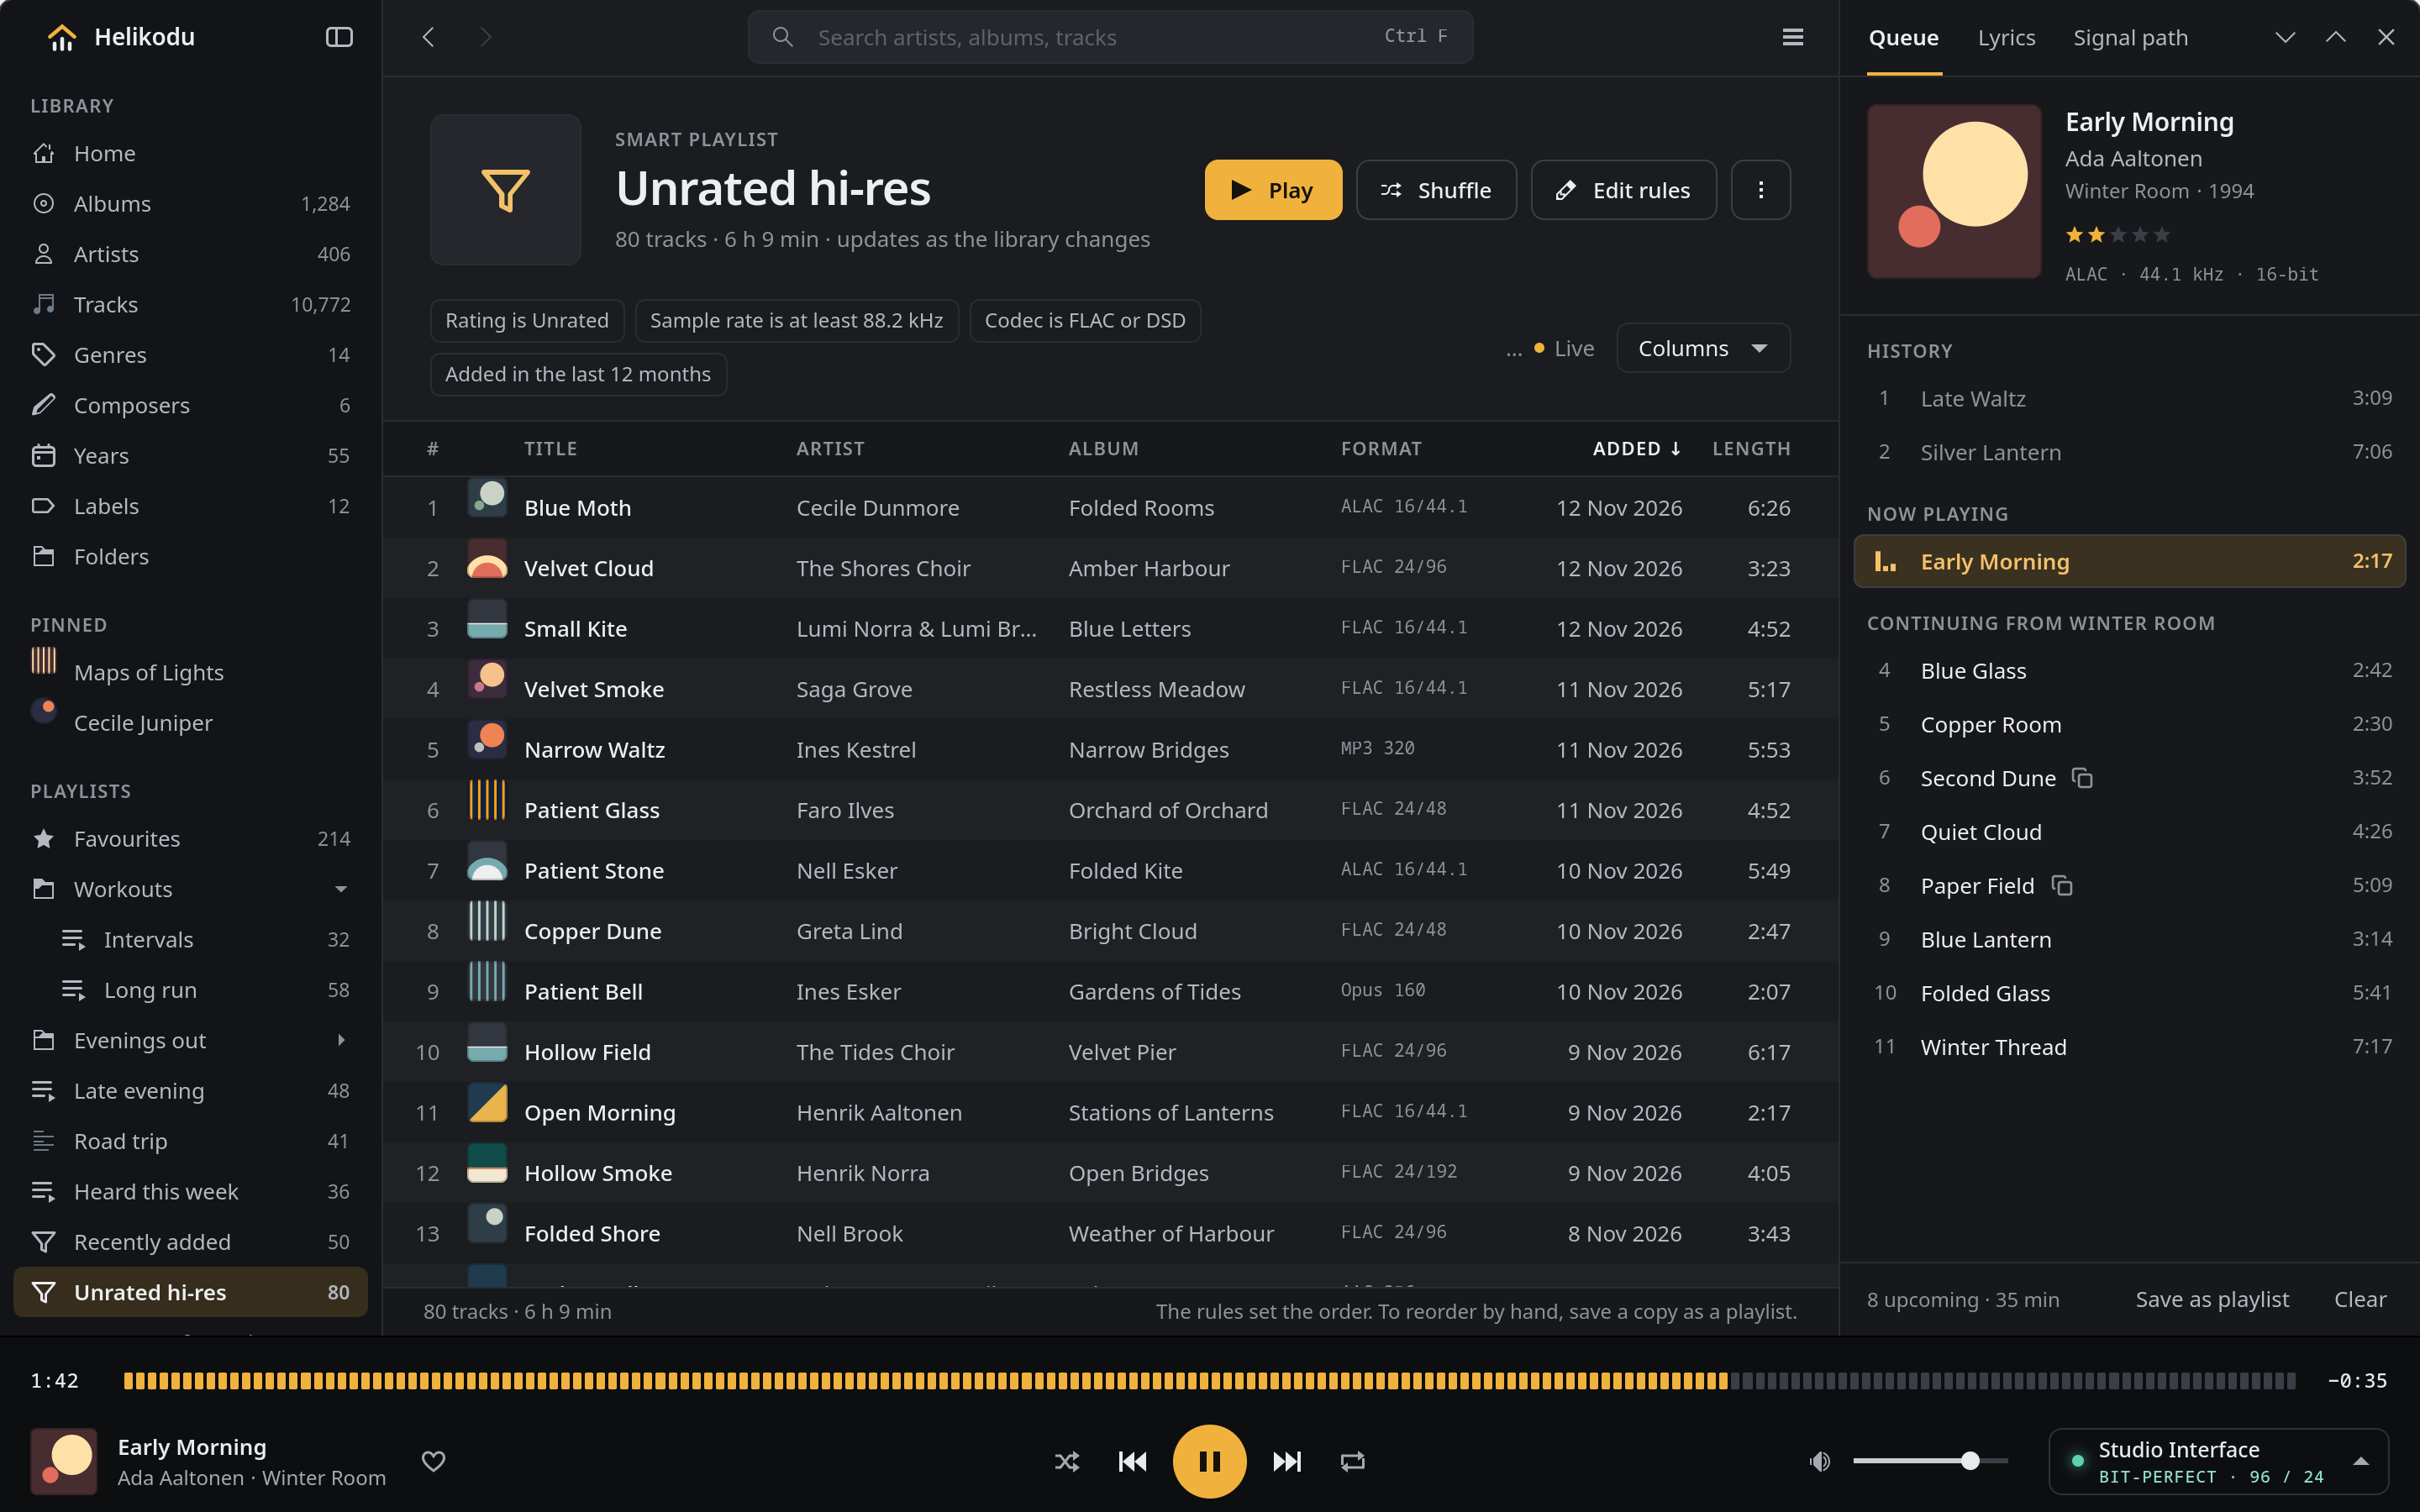 Helikodu
LIBRARY
Home
Albums 1,284
Artists 406
Tracks 10,772
Genres 14
Composers 6
Years 55
Labels 12
Folders
PINNED
Maps of Lights
Cecile Juniper
PLAYLISTS
Favourites 214
Workouts
Intervals 32
Long run 58
Evenings out
Late evening 48
Road trip 41
Heard this week 36
Recently added 50
Unrated hi-res 80
Search artists, albums, tracks Ctrl F
SMART PLAYLIST
Unrated hi-res
80 tracks · 6 h 9 min · updates as the library changes
Play Shuffle Edit rules
Rating is Unrated Sample rate is at least 88.2 kHz Codec is FLAC or DSD
Added in the last 12 months
... Live Columns
# TITLE ARTIST ALBUM FORMAT ADDED ↓ LENGTH
1 Blue Moth Cecile Dunmore Folded Rooms ALAC 16/44.1 12 Nov 2026 6:26
2 Velvet Cloud The Shores Choir Amber Harbour FLAC 24/96 12 Nov 2026 3:23
3 Small Kite Lumi Norra & Lumi Br... Blue Letters FLAC 16/44.1 12 Nov 2026 4:52
4 Velvet Smoke Saga Grove Restless Meadow FLAC 16/44.1 11 Nov 2026 5:17
5 Narrow Waltz Ines Kestrel Narrow Bridges MP3 320 11 Nov 2026 5:53
6 Patient Glass Faro Ilves Orchard of Orchard FLAC 24/48 11 Nov 2026 4:52
7 Patient Stone Nell Esker Folded Kite ALAC 16/44.1 10 Nov 2026 5:49
8 Copper Dune Greta Lind Bright Cloud FLAC 24/48 10 Nov 2026 2:47
9 Patient Bell Ines Esker Gardens of Tides Opus 160 10 Nov 2026 2:07
10 Hollow Field The Tides Choir Velvet Pier FLAC 24/96 9 Nov 2026 6:17
11 Open Morning Henrik Aaltonen Stations of Lanterns FLAC 16/44.1 9 Nov 2026 2:17
12 Hollow Smoke Henrik Norra Open Bridges FLAC 24/192 9 Nov 2026 4:05
13 Folded Shore Nell Brook Weather of Harbour FLAC 24/96 8 Nov 2026 3:43
80 tracks · 6 h 9 min The rules set the order. To reorder by hand, save a copy as a playlist.
Queue Lyrics Signal path
Early Morning
Ada Aaltonen
Winter Room · 1994
ALAC · 44.1 kHz · 16-bit
HISTORY
1 Late Waltz 3:09
2 Silver Lantern 7:06
NOW PLAYING
Early Morning 2:17
CONTINUING FROM WINTER ROOM
4 Blue Glass 2:42
5 Copper Room 2:30
6 Second Dune 3:52
7 Quiet Cloud 4:26
8 Paper Field 5:09
9 Blue Lantern 3:14
10 Folded Glass 5:41
11 Winter Thread 7:17
8 upcoming · 35 min Save as playlist Clear
1:42 −0:35
Early Morning
Ada Aaltonen · Winter Room
Studio Interface
BIT-PERFECT · 96 / 24